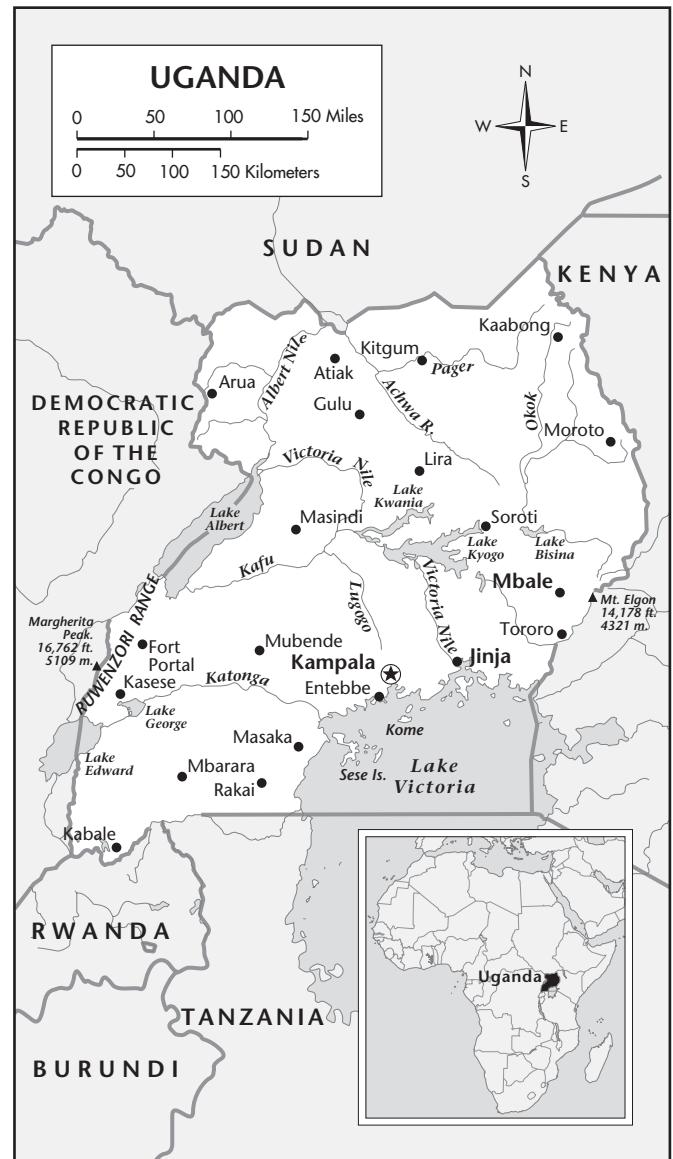 UGANDA
0 50 100 150 Miles
0 50 100 150 Kilometers
N
W E
S
SUDAN
KENYA
Kaabong
Kitgum
Pager
Albert Nile
Atiak
Achwa R.
Arua
Okok
DEMOCRATIC
REPUBLIC
OF THE
CONGO
Gulu
Moroto
Victoria Nile
Lira
Lake
Kwania
Lake
Albert
Masindi
Soroti
Lake
Kyogo
Lake
Bisina
Kafu
Lugogo
Victoria Nile
Mbale
Mt. Elgon
14,178 ft.
4321 m.
Margherita
Peak.
16,762 ft.
5109 m.
RUWENZORI RANGE
Tororo
Fort
Portal
Mubende
Kampala
Jinja
Kasese
Katonga
Entebbe
Lake
George
Kome
Masaka
Lake
Edward
Sese Is.
Lake
Victoria
Mbarara
Rakai
Kabale
RWANDA
Uganda
TANZANIA
BURUNDI